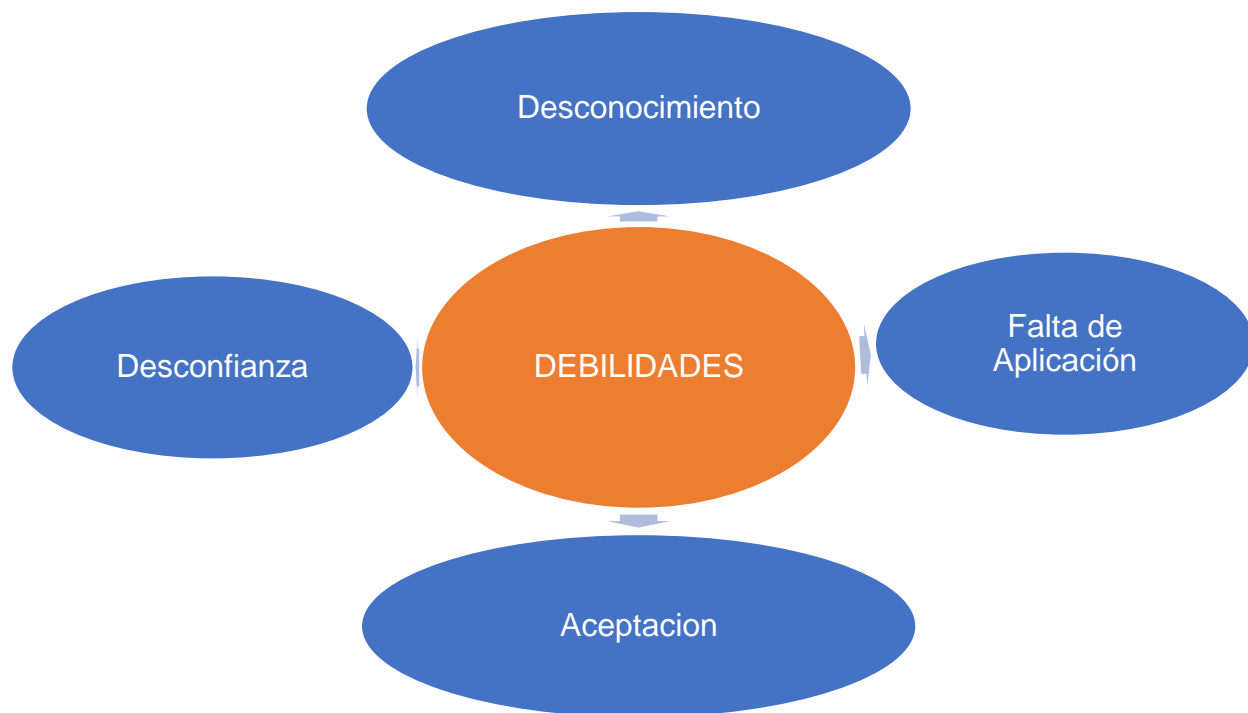 Desconocimiento
Desconfianza
DEBILIDADES
Falta de
Aplicación
Aceptacion